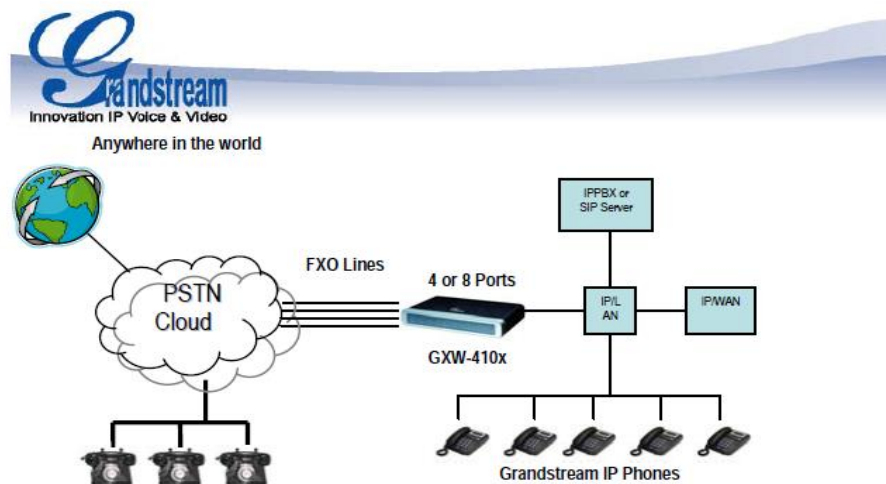 Grandstream
Innovation IP Voice & Video
Anywhere in the world
IPPBX or
SIP Server
FXO Lines
4 or 8 Ports
PSTN
Cloud
IP/L
AN
IP/WAN
GXW-410x
Grandstream IP Phones